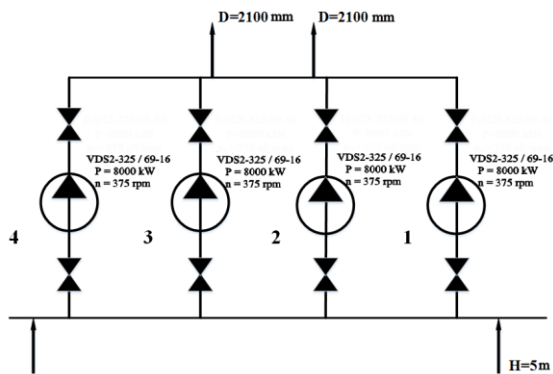 D=2100 mm
D=2100 mm
VDS2-325 / 69-16
P = 8000 kW
n = 375 rpm
VDS2-325 / 69-16
P = 8000 kW
n = 375 rpm
VDS2-325 / 69-16
P = 8000 kW
n = 375 rpm
VDS2-325 / 69-16
P = 8000 kW
n = 375 rpm
4
3
2
1
H=5m